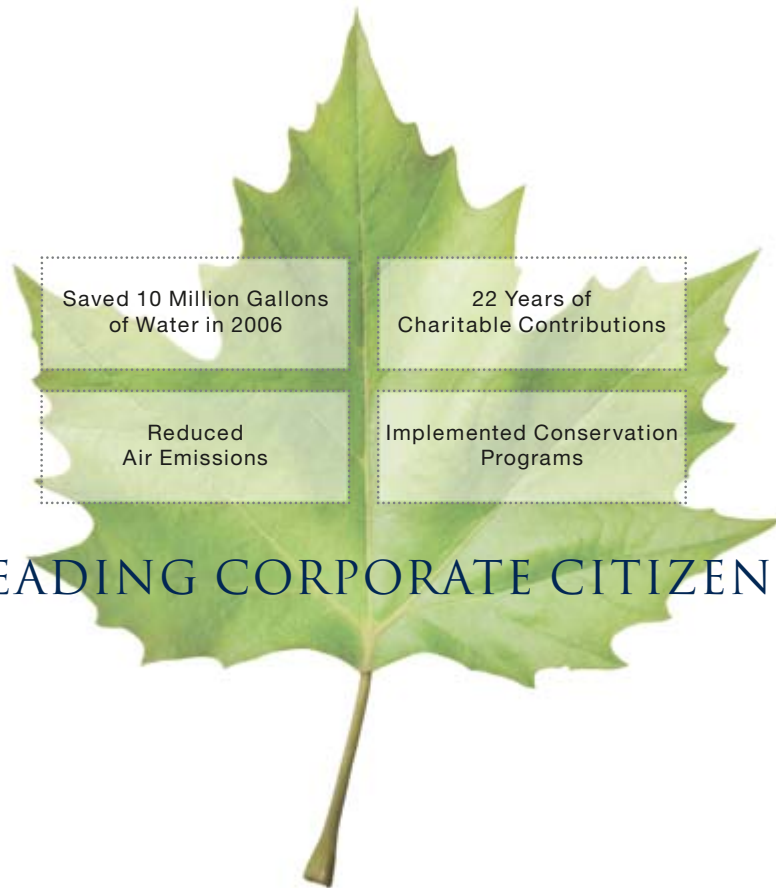 Saved 10 Million Gallons
of Water in 2006
22 Years of
Charitable Contributions
Reduced
Air Emissions
Implemented Conservation
Programs
EADING CORPORATE CITIZEN